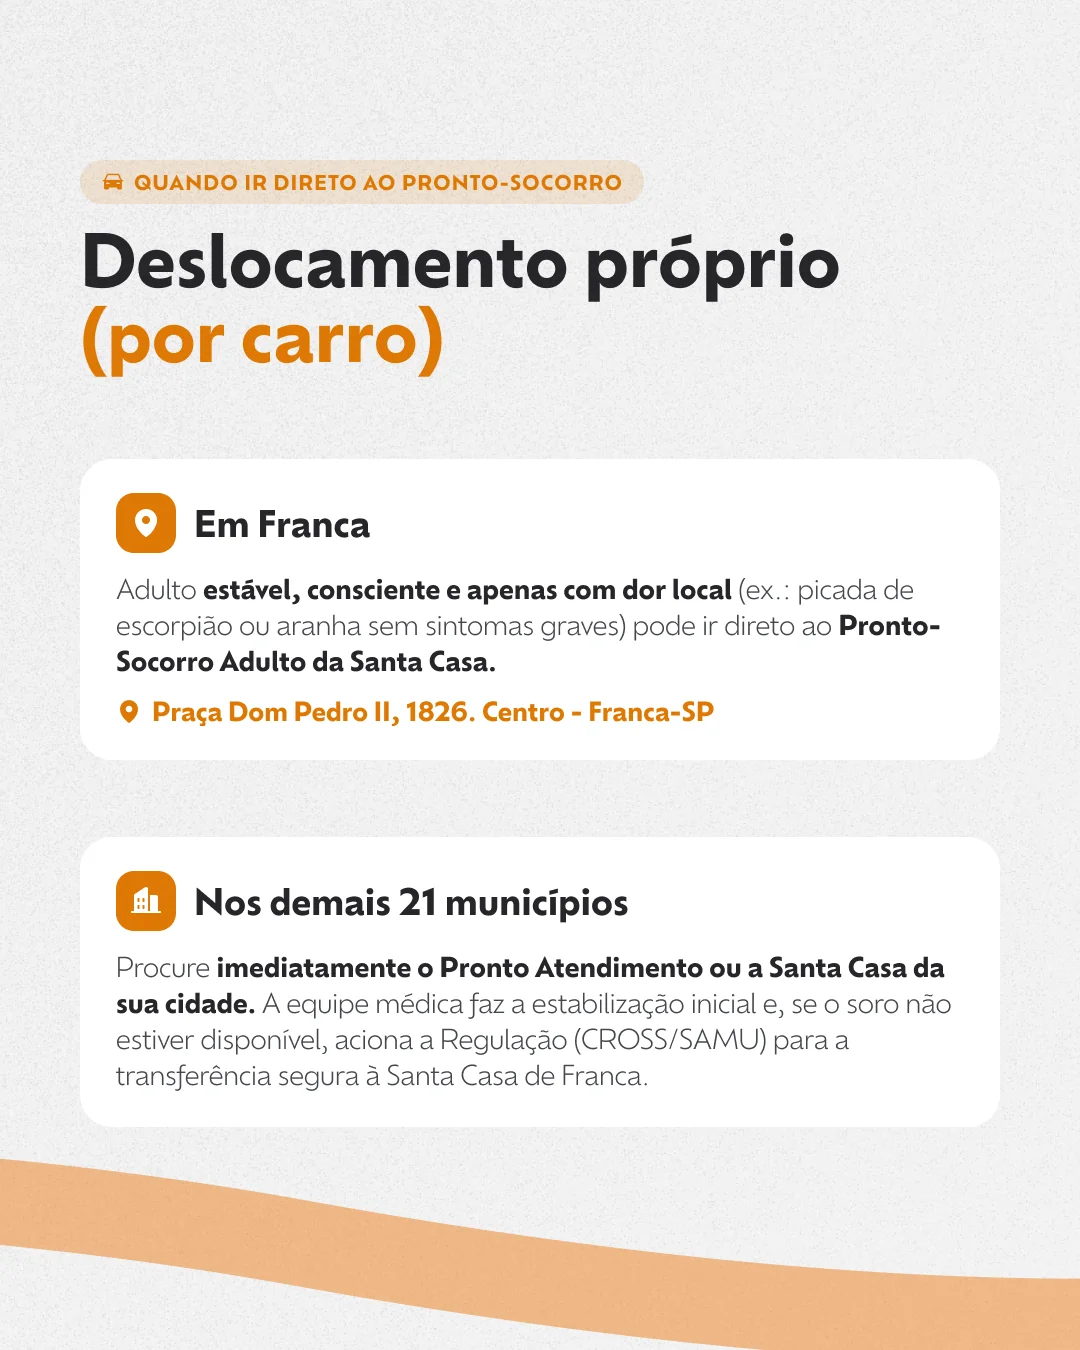 QUANDO IR DIRETO AO PRONTO-SOCORRO
Deslocamento próprio
(por carro)
Em Franca
Adulto estável, consciente e apenas com dor local (ex.: picada de
escorpião ou aranha sem sintomas graves) pode ir direto ao Pronto-
Socorro Adulto da Santa Casa.
Praça Dom Pedro II, 1826. Centro - Franca-SP
Nos demais 21 municípios
Procure imediatamente o Pronto Atendimento ou a Santa Casa da
sua cidade. A equipe médica faz a estabilização inicial e, se o soro não
estiver disponível, aciona a Regulação (CROSS/SAMU) para a
transferência segura à Santa Casa de Franca.